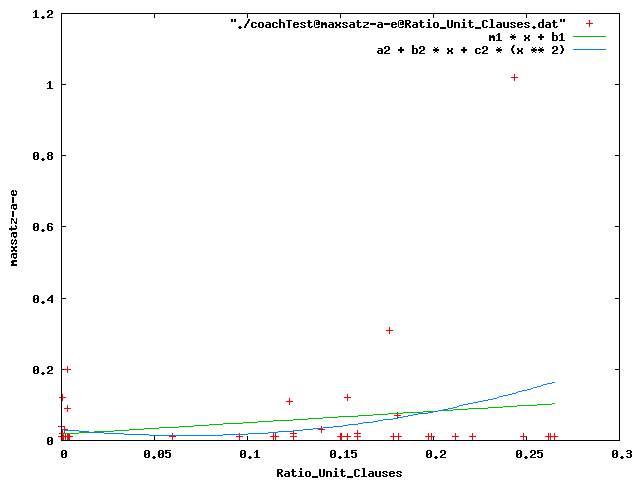 "./coachTest@maxsatz-a-e@Ratio_Unit_Clauses.dat"
m1 * x + b1
a2 + b2 * x + c2 * (x ** 2)
1.2
1
0.8
0.6
0.4
0.2
0
maxsatz-a-e
0 0.05 0.1 0.15 0.2 0.25 0.3
Ratio_Unit_Clauses